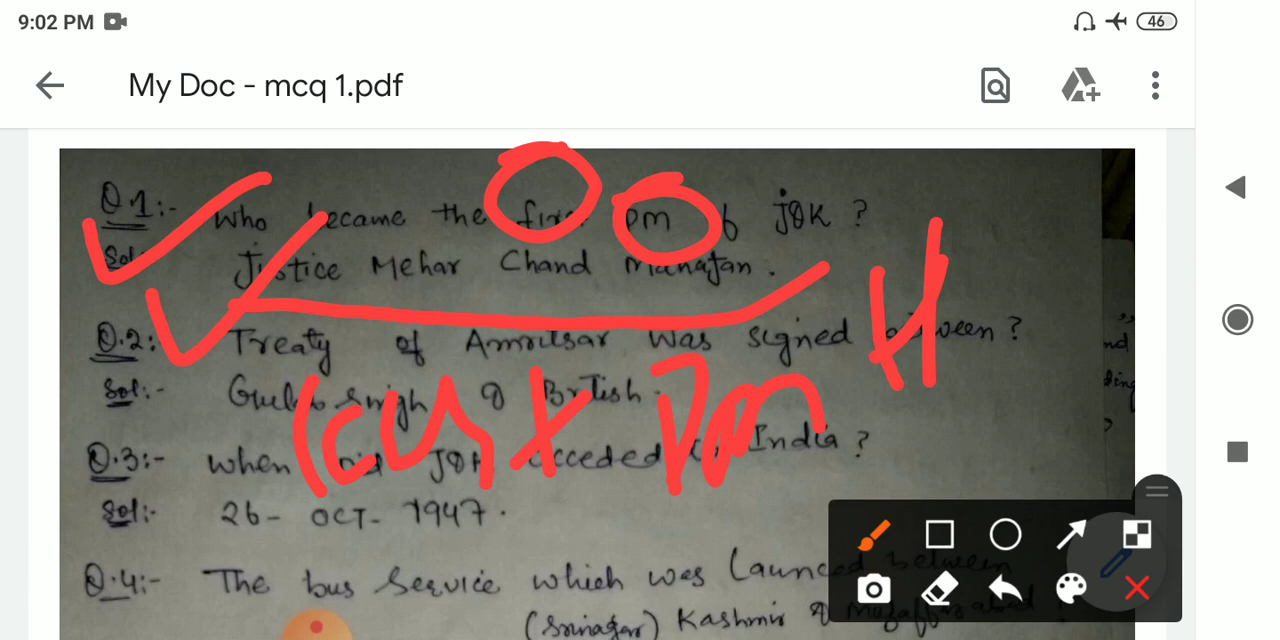 9:02 PM
46
My Doc - mcq 1.pdf
Q.1:- Who became the first pm of J&K ?
Sol Justice Mehar Chand Mahajan .
Q.2: Treaty of Amritsar was signed between ?
Sol:- Gulab Singh & British .
Q.3:- when did J&K acceded to India ?
Sol:- 26- OCT- 1947 .
Q.4:- The bus Service which was Launced between
(Srinagar) Kashmir & Muzaffarabad